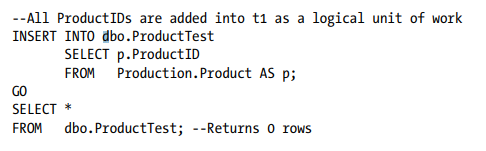 --All ProductIDs are added into t1 as a logical unit of work
INSERT INTO dbo.ProductTest
SELECT p.ProductID
FROM Production.Product AS p;
GO
SELECT *
FROM dbo.ProductTest; --Returns 0 rows